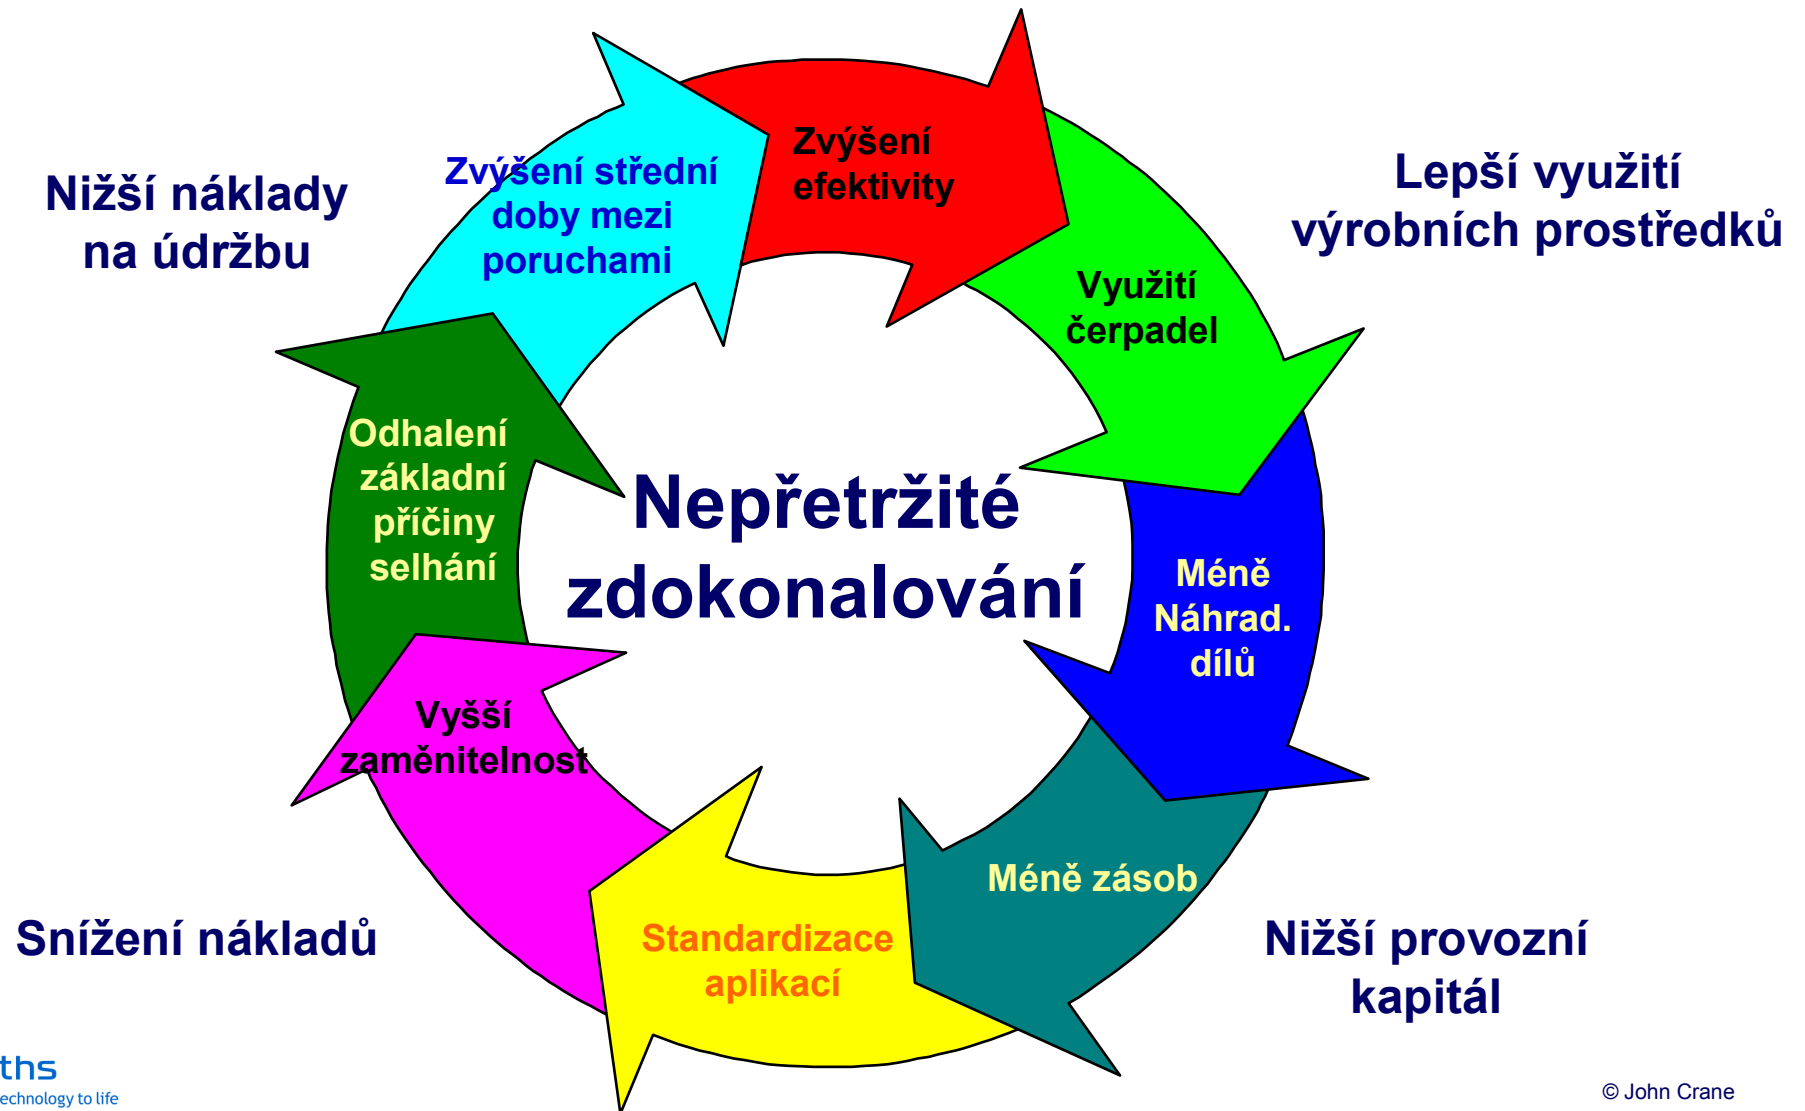 Zvýšení
efektivity
Zvýšení střední
doby mezi
poruchami
Nižší náklady
na údržbu
Lepší využití
výrobních prostředků
Využití
čerpadel
Odhalení
základní
příčiny
selhání
Nepřetržité
zdokonalování
Méně
Náhrad.
dílů
Vyšší
zaměnitelnost
Méně zásob
Standardizace
aplikací
Snížení nákladů
Nižší provozní
kapitál
ths
echnology to life
© John Crane